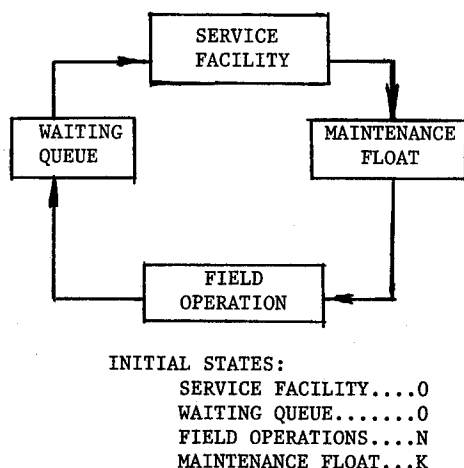 SERVICE
FACILITY
WAITING
QUEUE
MAINTENANCE
FLOAT
FIELD
OPERATION
INITIAL STATES:
SERVICE FACILITY....0
WAITING QUEUE.......0
FIELD OPERATIONS....N
MAINTENANCE FLOAT...K